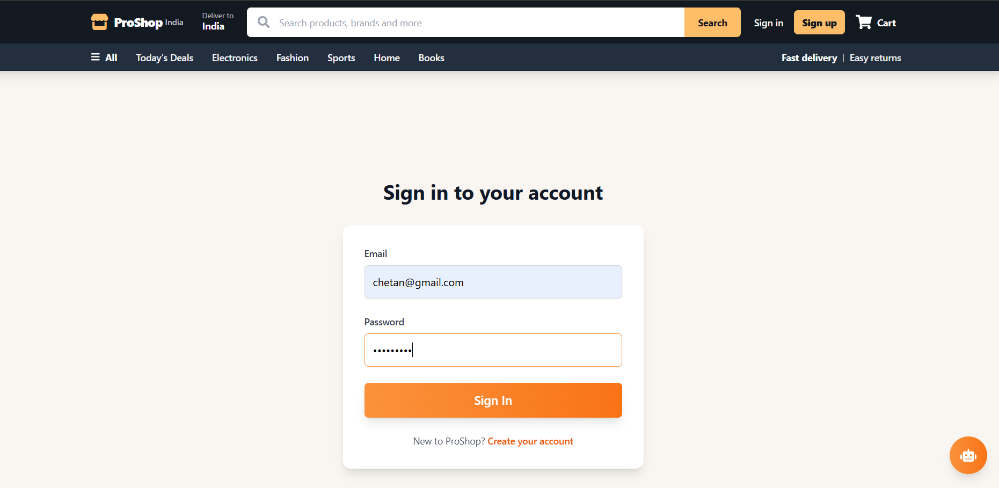 ProShop India
Deliver to
India
Search products, brands and more
Search
Sign in
Sign up
Cart
All
Today's Deals
Electronics
Fashion
Sports
Home
Books
Fast delivery | Easy returns
Sign in to your account
Email
chetan@gmail.com
Password
•••••••••
Sign In
New to ProShop? Create your account